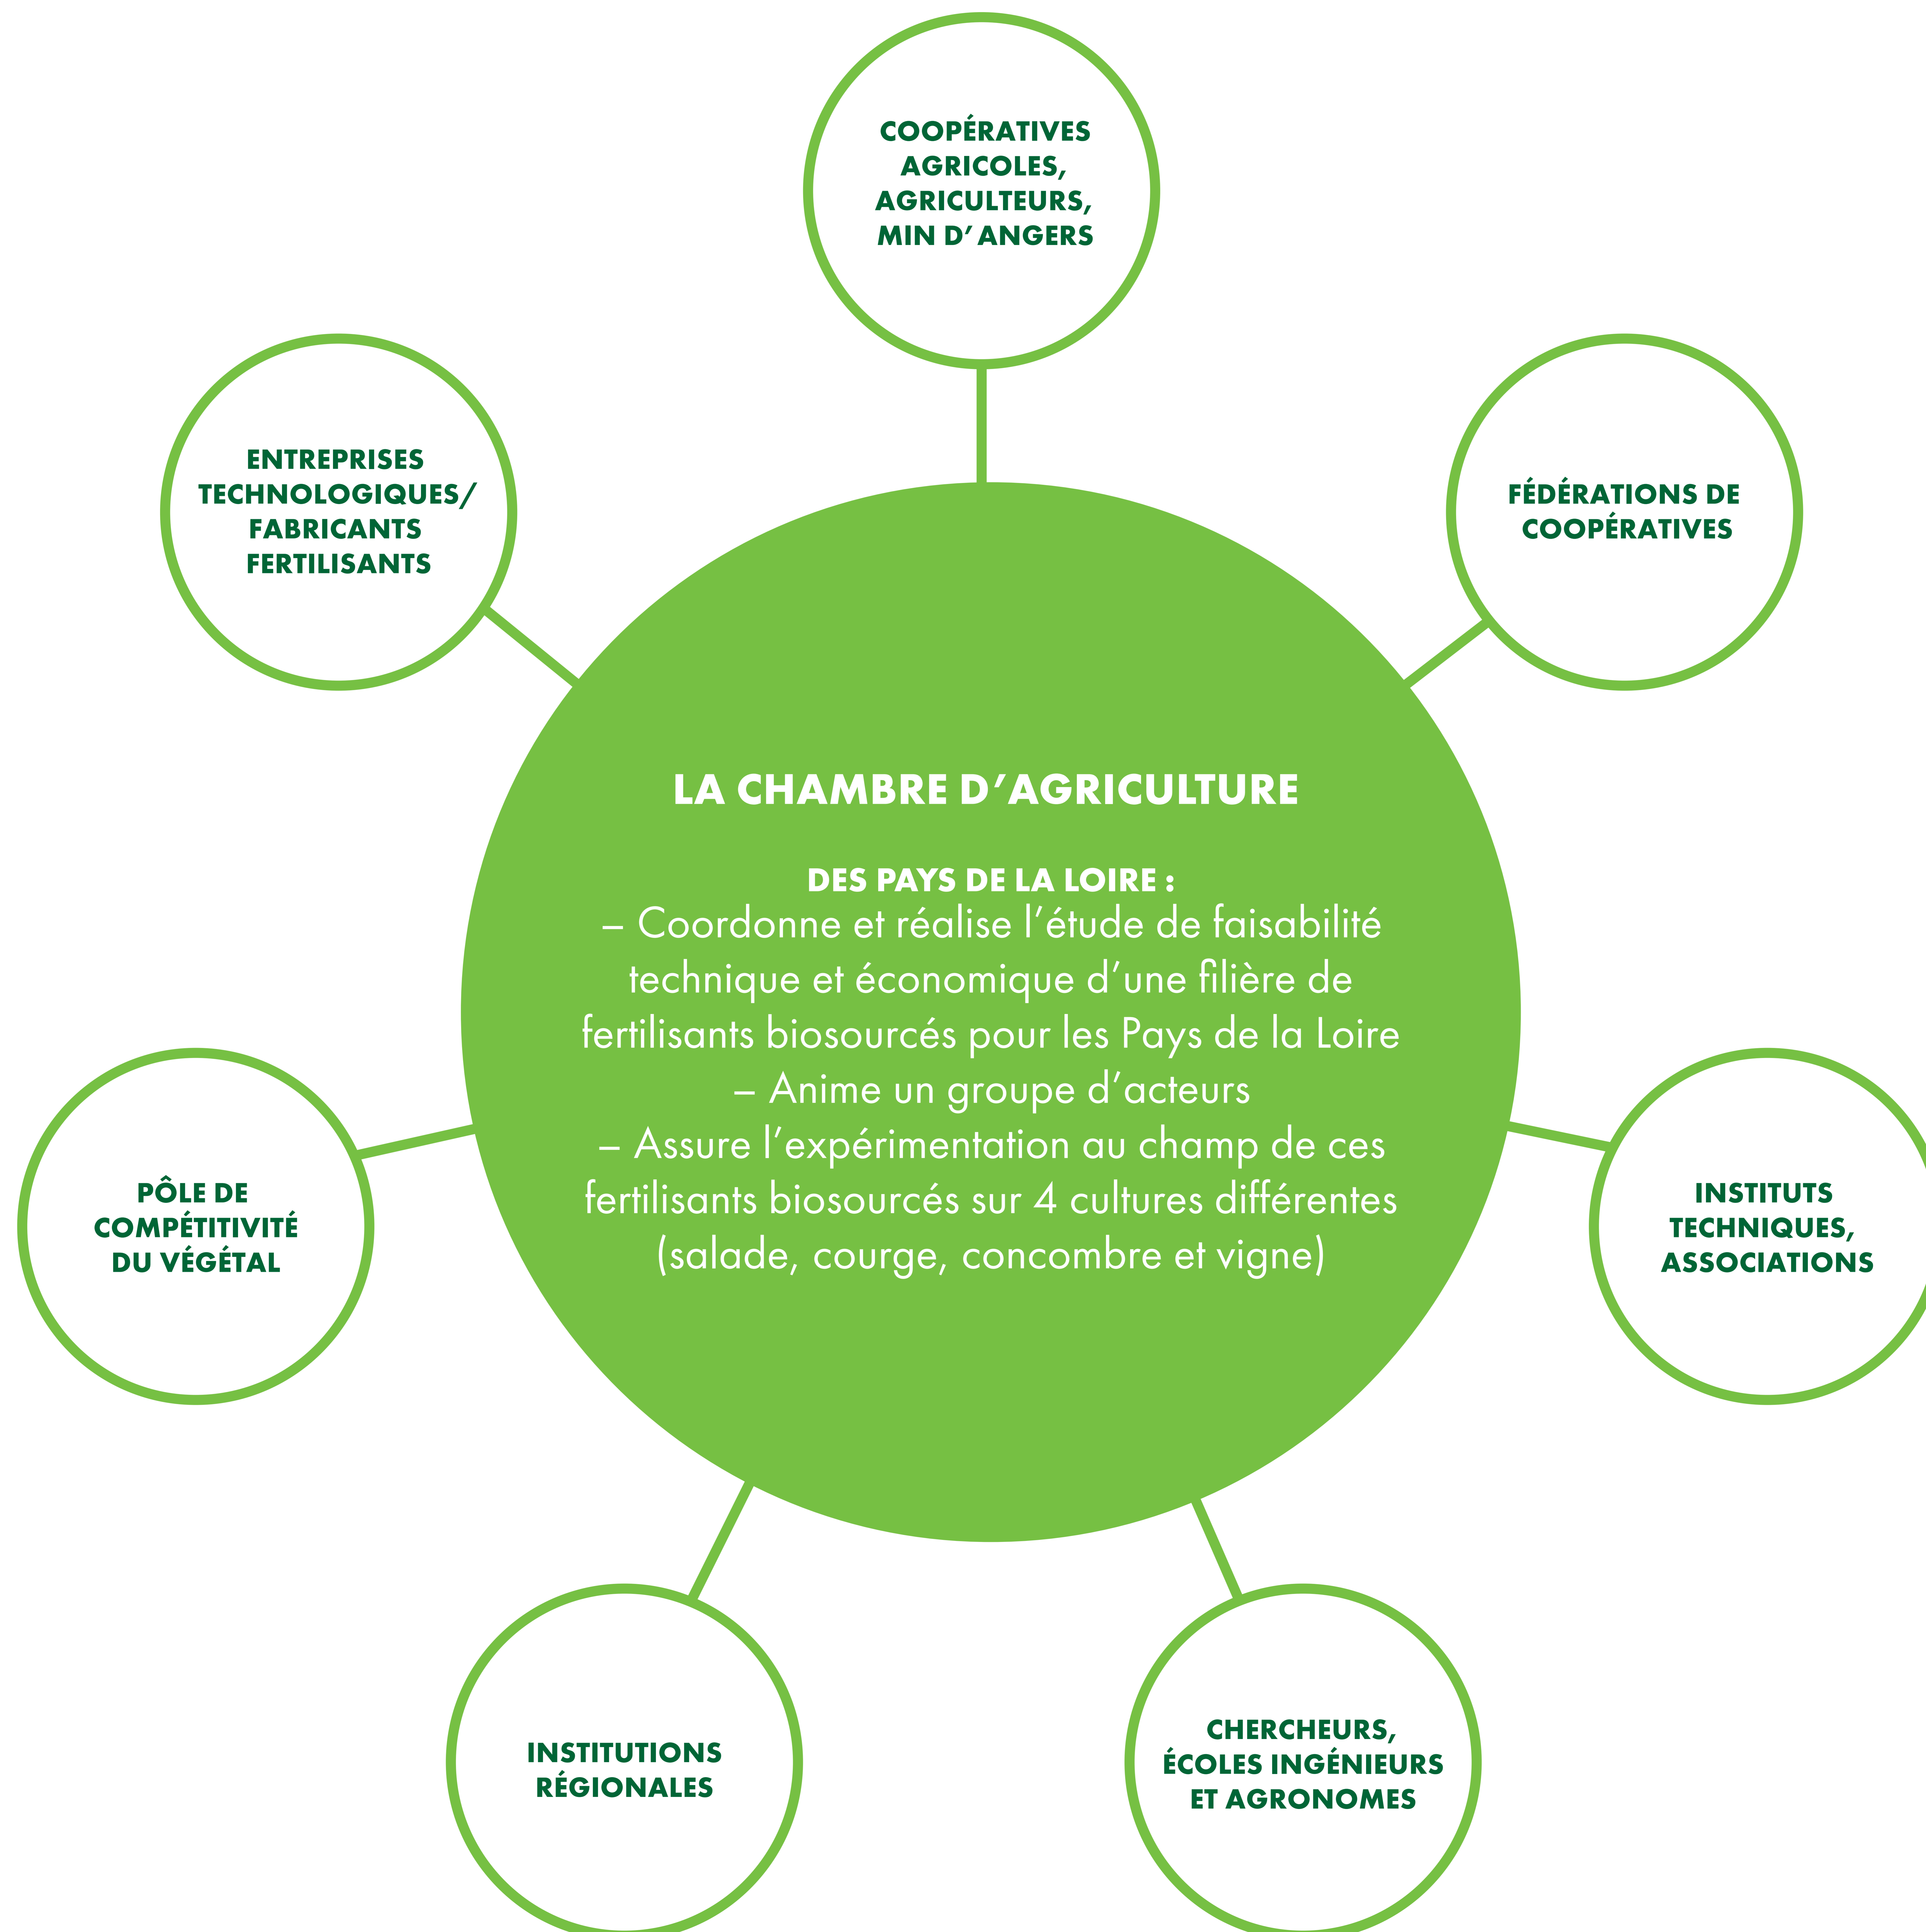 COOPÉRATIVES
AGRICOLES,
AGRICULTEURS,
MIN D’ANGERS
ENTREPRISES
TECHNOLOGIQUES/
FABRICANTS
FERTILISANTS
FÉDÉRATIONS DE
COOPÉRATIVES
LA CHAMBRE D’AGRICULTURE
DES PAYS DE LA LOIRE :
– Coordonne et réalise l’étude de faisabilité
technique et économique d’une filière de
fertilisants biosourcés pour les Pays de la Loire
– Anime un groupe d’acteurs
– Assure l’expérimentation au champ de ces
fertilisants biosourcés sur 4 cultures différentes
(salade, courge, concombre et vigne)
PÔLE DE
COMPÉTITIVITÉ
DU VÉGÉTAL
INSTITUTS
TECHNIQUES,
ASSOCIATIONS
INSTITUTIONS
RÉGIONALES
CHERCHEURS,
ÉCOLES INGÉNIEURS
ET AGRONOMES